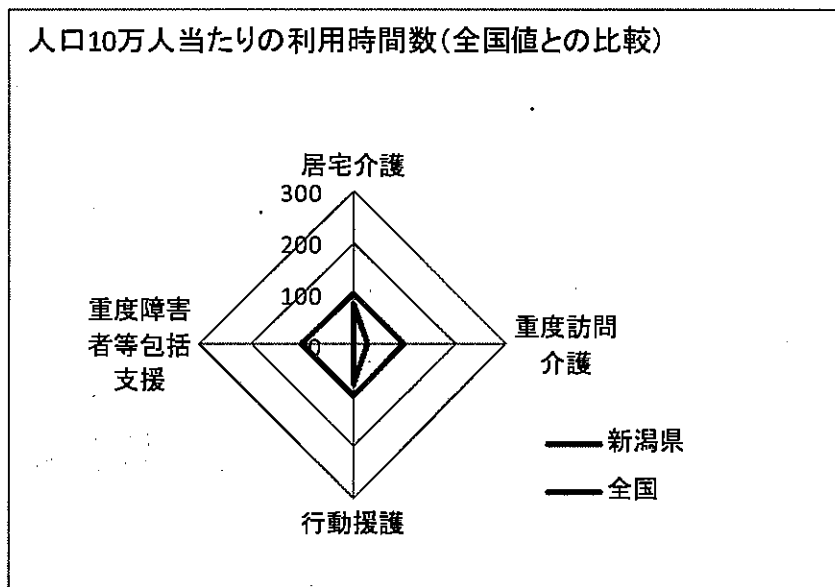 人口10万人当たりの利用時間数(全国値との比較)
居宅介護
300
200
100
0
重度障害
者等包括
支援
重度訪問
介護
行動援護
新潟県
全国